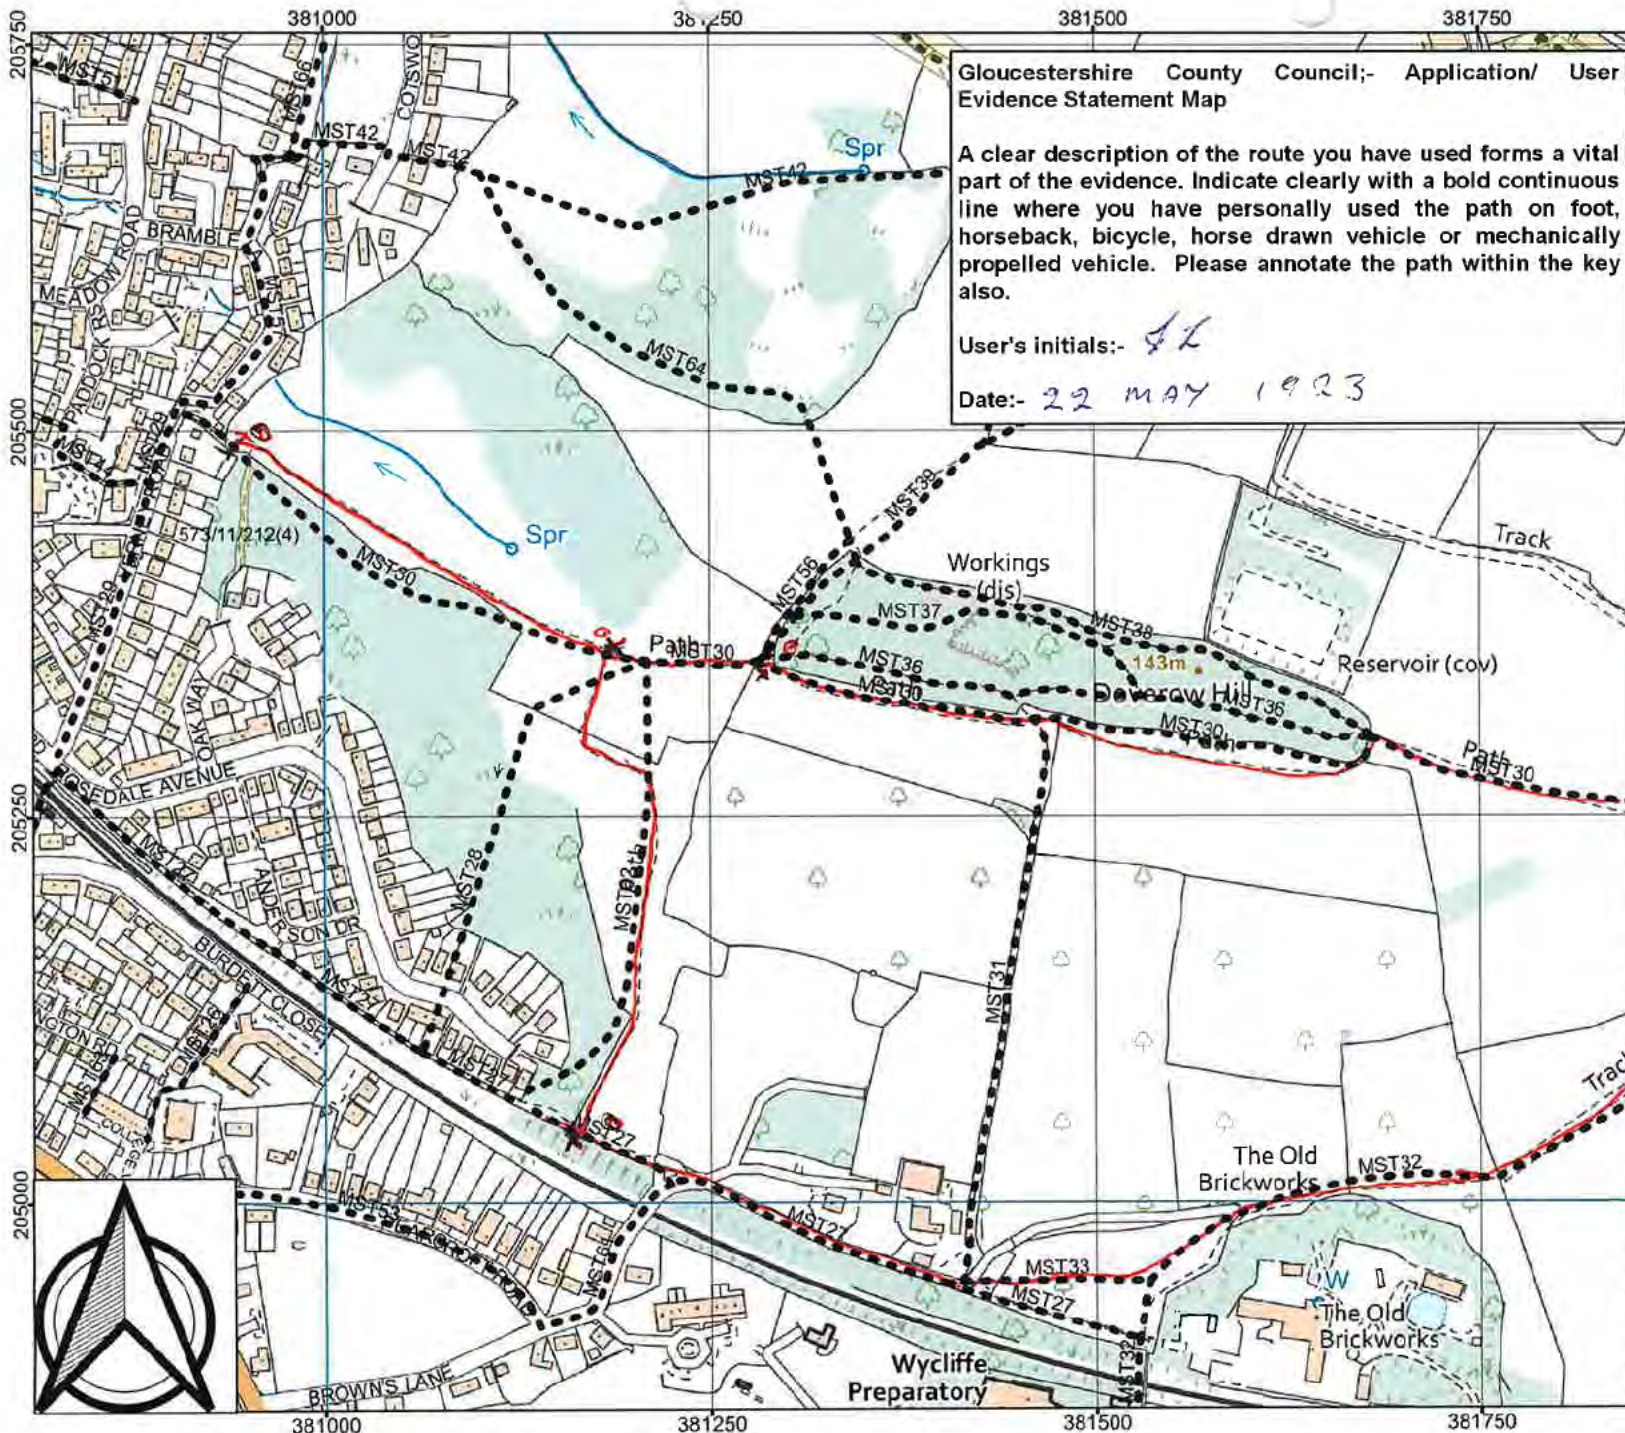 381000
381250
381500
381750
205750
205500
205250
205000
Gloucestershire County Council;- Application/ User
Evidence Statement Map
A clear description of the route you have used forms a vital
part of the evidence. Indicate clearly with a bold continuous
line where you have personally used the path on foot,
horseback, bicycle, horse drawn vehicle or mechanically
propelled vehicle. Please annotate the path within the key
also.
User's initials:-
Date:- 22 MAY 1923
MST51
MST66
COTSWO
MST42
MST42
MST42
Spr
BRAMBLE
MEADOW ROAD
PADDOCK RS
MST64
MST29
573/11/212(4)
MST30
Spr
MST39
MST56
Workings
(dis)
MST37
MST38
Track
Path
MST30
MST36
143m
Doverow Hill
MST36
Reservoir (cov)
MST30
MST30
Path
Path
MST30
MST29
OAK WAY
ROSEDALE AVENUE
MST27
MST28
ANDERSON DR
BURDETT CLOSE
MST27
MST27
MST31
MST27
MST27
The Old
Brickworks
MST32
Track
MST53
MST33
MST27
MST32
W
The Old
Brickworks
Wycliffe
Preparatory
BROWN'S LANE
381000
381250
381500
381750